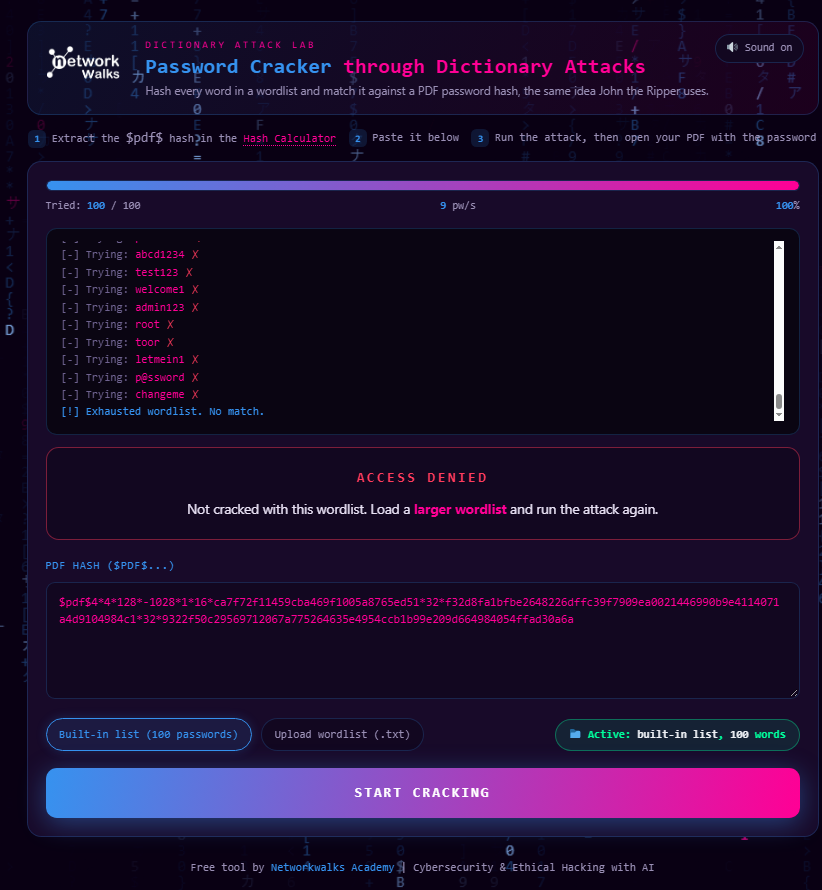 network
walks
DICTIONARY ATTACK LAB
Password Cracker through Dictionary Attacks
Hash every word in a wordlist and match it against a PDF password hash, the same idea John the Ripper uses.
Sound on
1 Extract the $pdf$ hash in the Hash Calculator 2 Paste it below 3 Run the attack, then open your PDF with the password
Tried: 100 / 100 9 pw/s 100%
[-] Trying: abcd1234 ✗
[-] Trying: test123 ✗
[-] Trying: welcome1 ✗
[-] Trying: admin123 ✗
[-] Trying: root ✗
[-] Trying: toor ✗
[-] Trying: letmein1 ✗
[-] Trying: p@ssword ✗
[-] Trying: changeme ✗
[!] Exhausted wordlist. No match.
ACCESS DENIED
Not cracked with this wordlist. Load a larger wordlist and run the attack again.
PDF HASH ($PDF$...)
$pdf$4*4*128*-1028*1*16*ca7f72f11459cba469f1005a8765ed51*32*f32d8fa1bfbe2648226dffc39f7909ea0021446990b9e4114071
a4d9104984c1*32*9322f50c29569712067a775264635e4954ccb1b99e209d664984054ffad30a6a
Built-in list (100 passwords)
Upload wordlist (.txt)
Active: built-in list, 100 words
START CRACKING
Free tool by Networkwalks Academy | Cybersecurity & Ethical Hacking with AI